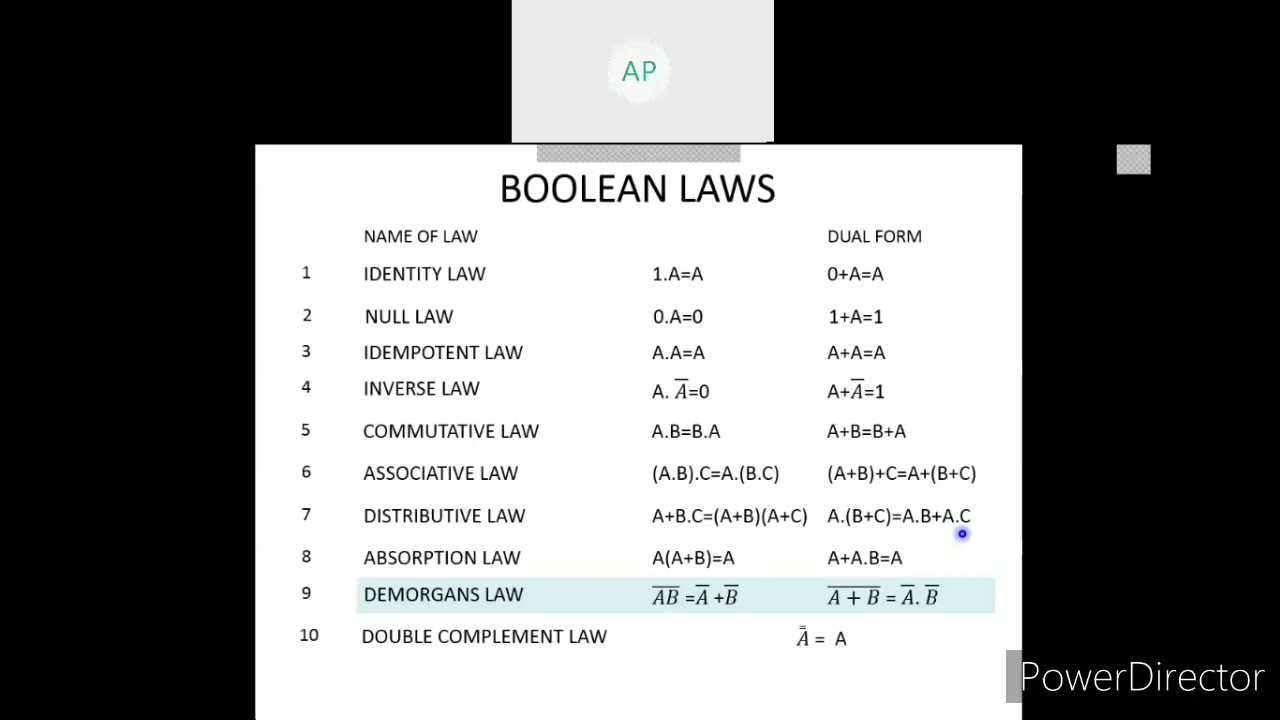 AP
BOOLEAN LAWS
NAME OF LAW DUAL FORM
1 IDENTITY LAW 1.A=A 0+A=A
2 NULL LAW 0.A=0 1+A=1
3 IDEMPOTENT LAW A.A=A A+A=A
4 INVERSE LAW A. A̅=0 A+A̅=1
5 COMMUTATIVE LAW A.B=B.A A+B=B+A
6 ASSOCIATIVE LAW (A.B).C=A.(B.C) (A+B)+C=A+(B+C)
7 DISTRIBUTIVE LAW A+B.C=(A+B)(A+C) A.(B+C)=A.B+A.C
8 ABSORPTION LAW A(A+B)=A A+A.B=A
9 DEMORGANS LAW A̅B̅ =A̅ +B̅ A̅ ̅+̅ ̅B̅ = A̅. B̅
10 DOUBLE COMPLEMENT LAW A̿ = A
PowerDirector